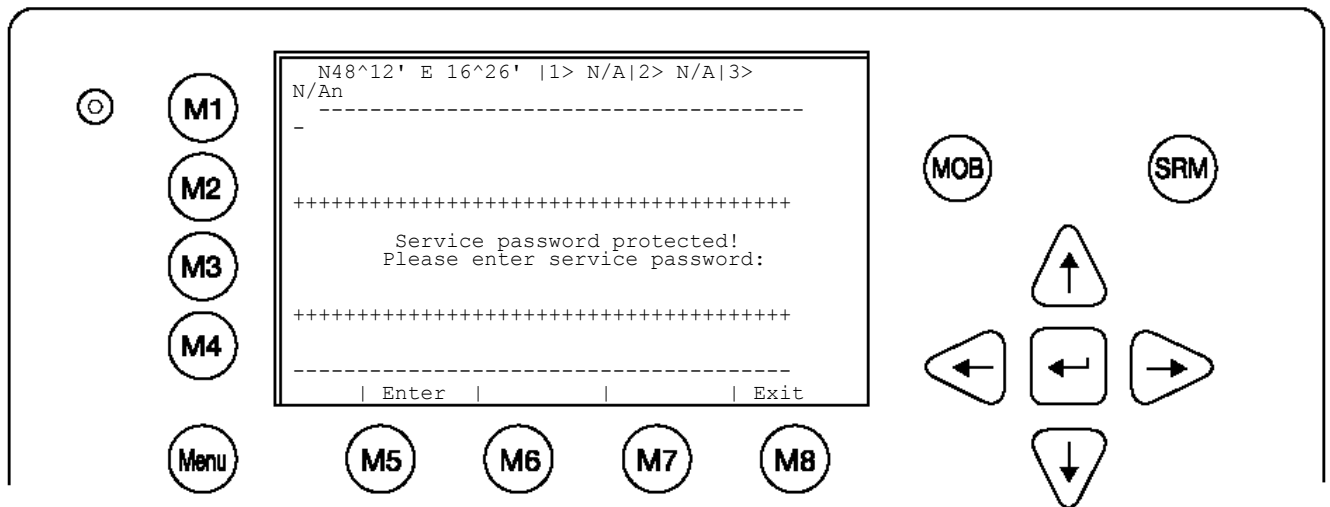 N48^12' E 16^26' |1> N/A|2> N/A|3>
N/An
--------------------------------------
-
+++++++++++++++++++++++++++++++++++++++
Service password protected!
Please enter service password:
+++++++++++++++++++++++++++++++++++++++
---------------------------------------
| Enter | | | Exit
M1
M2
M3
M4
Menu
M5
M6
M7
M8
MOB
SRM